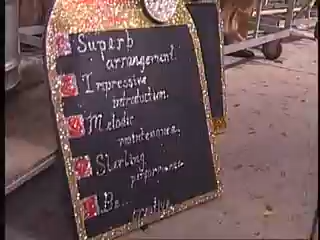 Superb
arrangement.
Impressive
introduction.
Melodic
maintenance.
Sterling
performance.
Be...